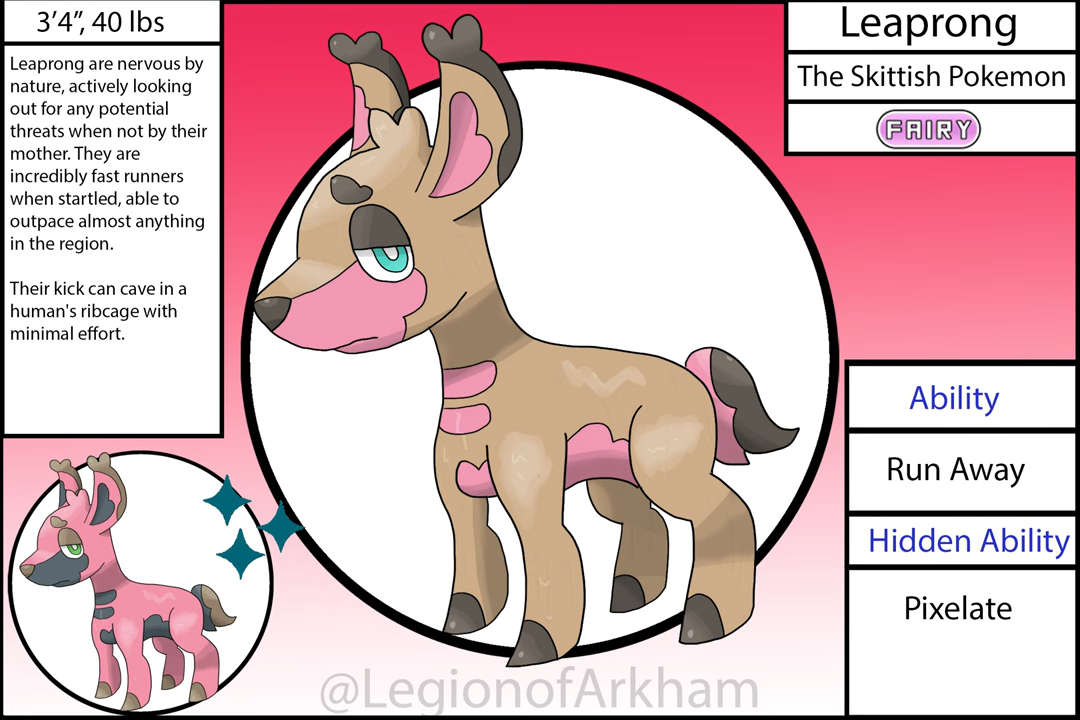 3’4”, 40 lbs
Leaprong are nervous by
nature, actively looking
out for any potential
threats when not by their
mother. They are
incredibly fast runners
when startled, able to
outpace almost anything
in the region.
Their kick can cave in a
human's ribcage with
minimal effort.
Leaprong
The Skittish Pokemon
FAIRY
Ability
Run Away
Hidden Ability
Pixelate
@LegionofArkham